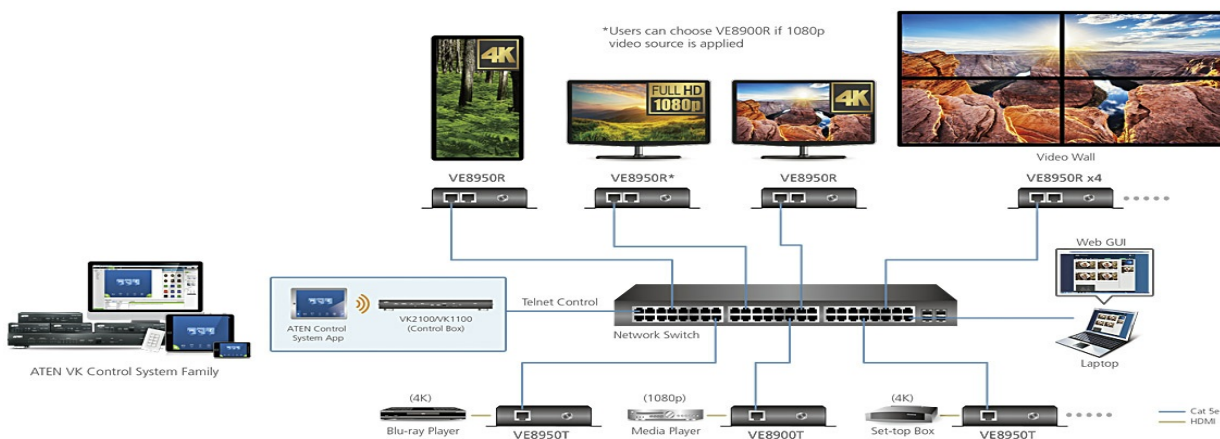 *Users can choose VE8900R if 1080p
video source is applied
4K
FULL HD
1080p
4K
Video Wall
VE8950R
VE8950R*
VE8950R
VE8950R x4
Web GUI
Telnet Control
ATEN Control
System App
VK2100/VK1100
(Control Box)
Network Switch
Laptop
ATEN VK Control System Family
(4K)
Blu-ray Player
VE8950T
(1080p)
Media Player
VE8900T
(4K)
Set-top Box
VE8950T
Cat 5e
HDMI